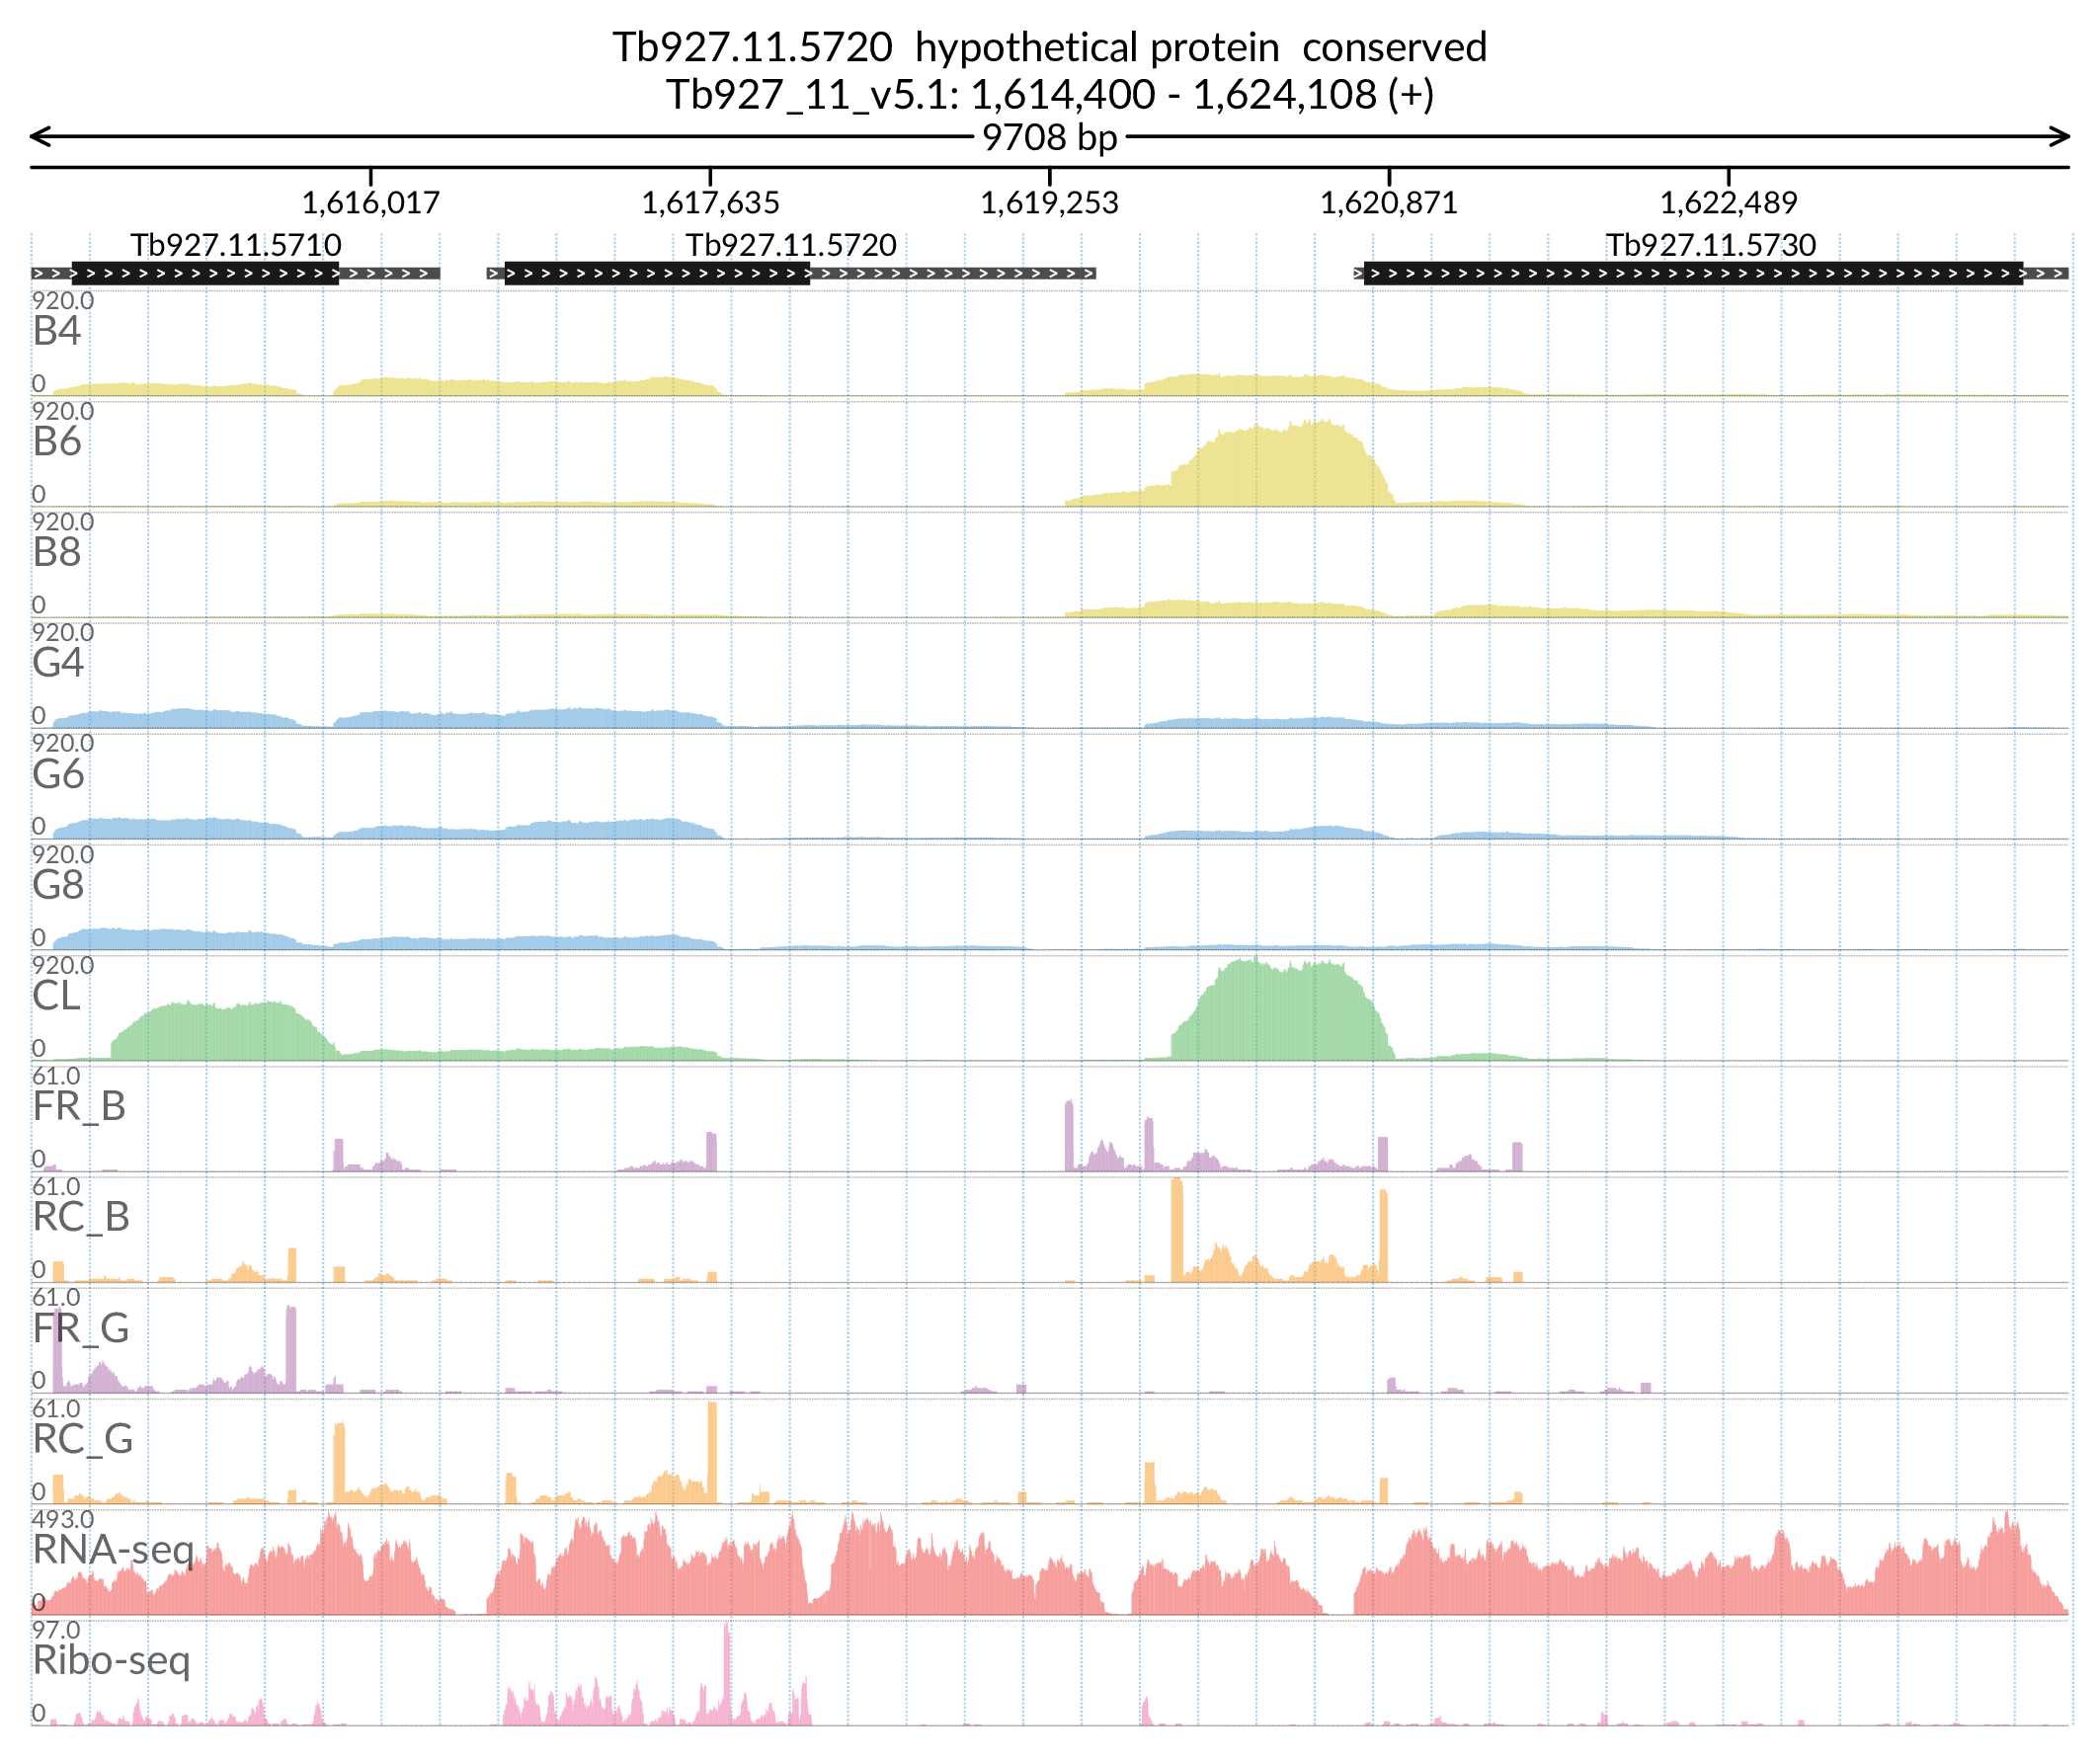 Tb927.11.5720 hypothetical protein conserved
Tb927_11_v5.1: 1,614,400 - 1,624,108 (+)
9708 bp
1,616,017 1,617,635 1,619,253 1,620,871 1,622,489
Tb927.11.5710 Tb927.11.5720 Tb927.11.5730
920.0
B4
0
920.0
B6
0
920.0
B8
0
920.0
G4
0
920.0
G6
0
920.0
G8
0
920.0
CL
0
61.0
FR_B
0
61.0
RC_B
0
61.0
FR_G
0
61.0
RC_G
0
493.0
RNA-seq
0
97.0
Ribo-seq
0